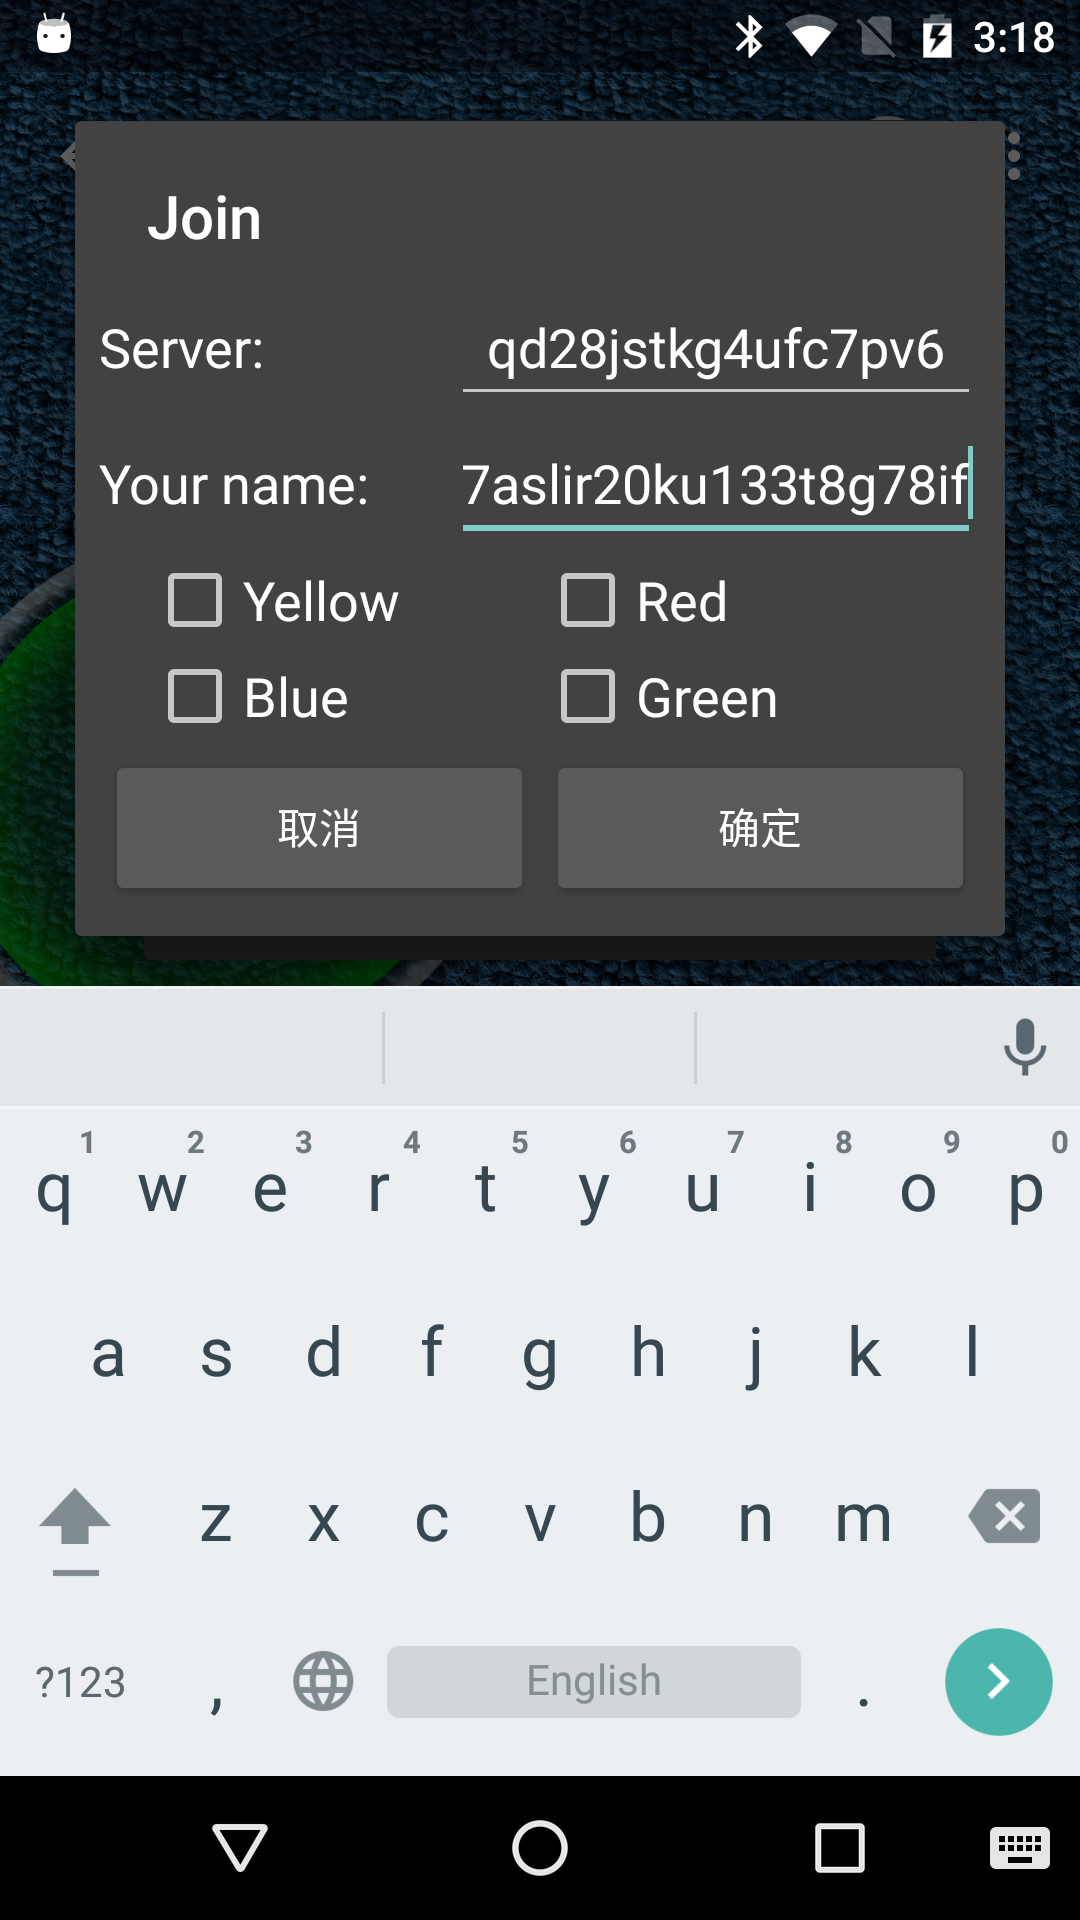 3:18
Join
Server: qd28jstkg4ufc7pv6
Your name: 7aslir20ku133t8g78if
Yellow Red
Blue Green
取消 确定
1 2 3 4 5 6 7 8 9 0
q w e r t y u i o p
a s d f g h j k l
z x c v b n m
?123 , English .